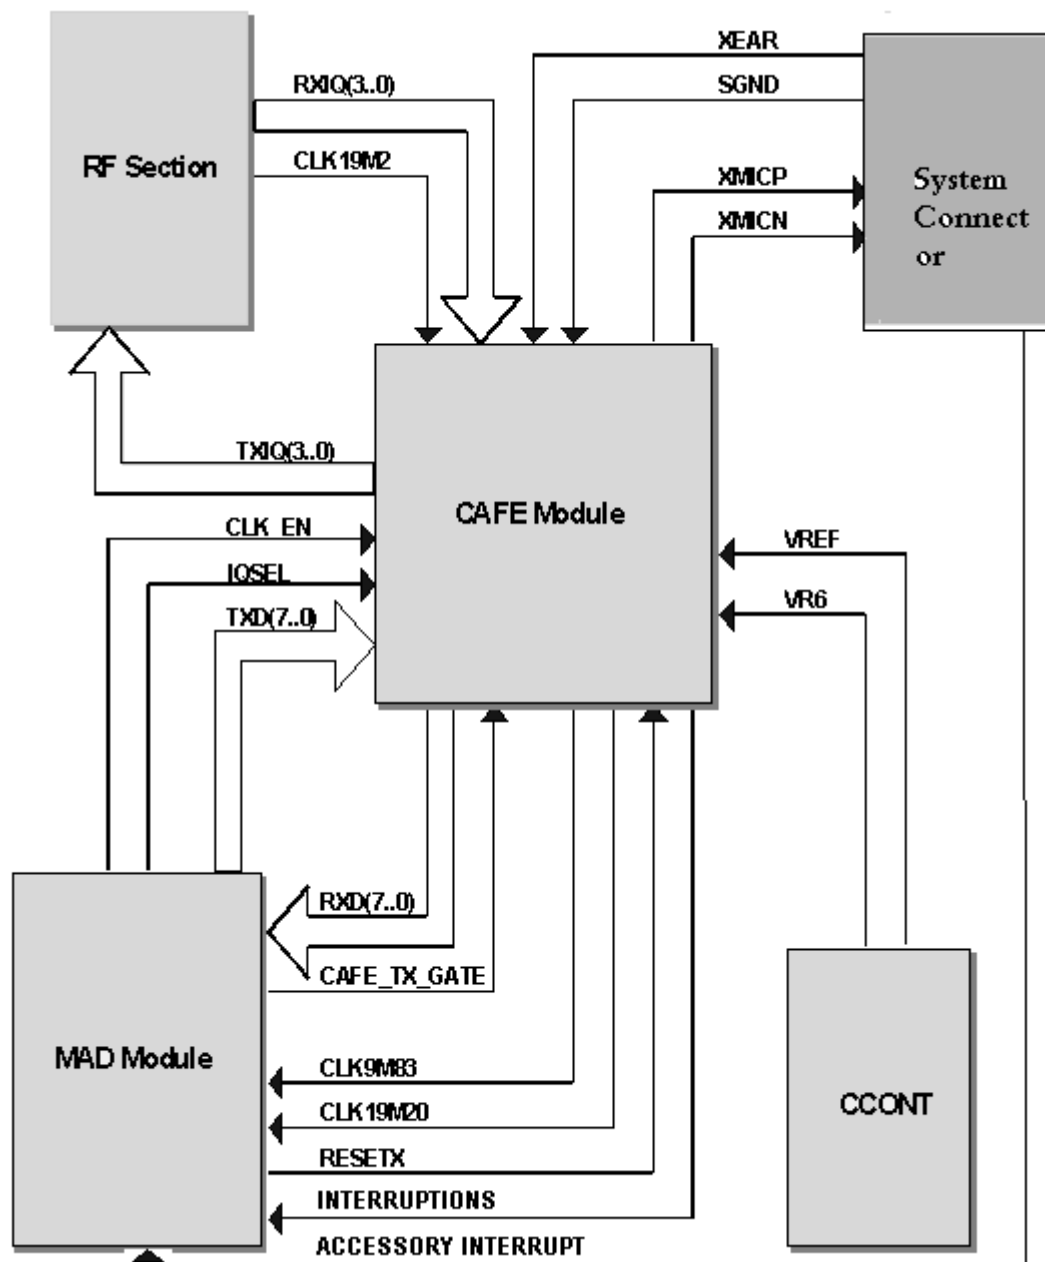 XEAR
RXIQ(3..0)
SGND
RF Section
CLK19M2
XMICP
System
Connect
or
XMICN
TXIQ(3..0)
CAFE Module
CLK_EN
VREF
IQSEL
VR6
TXD(7..0)
RXD(7..0)
CAFE_TX_GATE
MAD Module
CLK9M83
CLK19M20
CCONT
RESETX
INTERRUPTIONS
ACCESSORY INTERRUPT